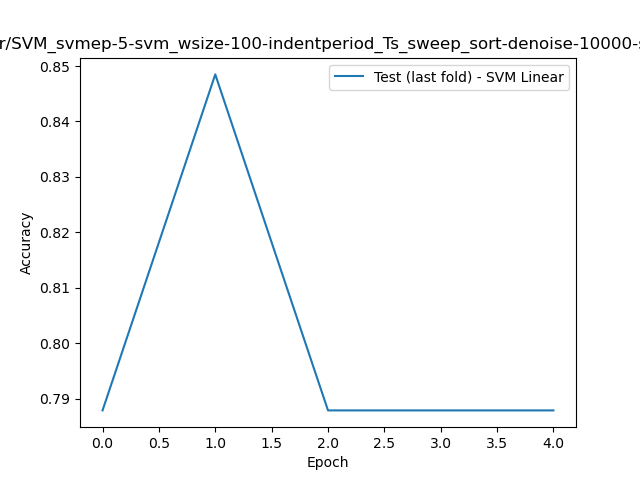 r/SVM_svmep-5-svm_wsize-100-indentperiod_Ts_sweep_sort-denoise-10000-s
Test (last fold) - SVM Linear
Accuracy
0.85
0.84
0.83
0.82
0.81
0.80
0.79
0.0 0.5 1.0 1.5 2.0 2.5 3.0 3.5 4.0
Epoch